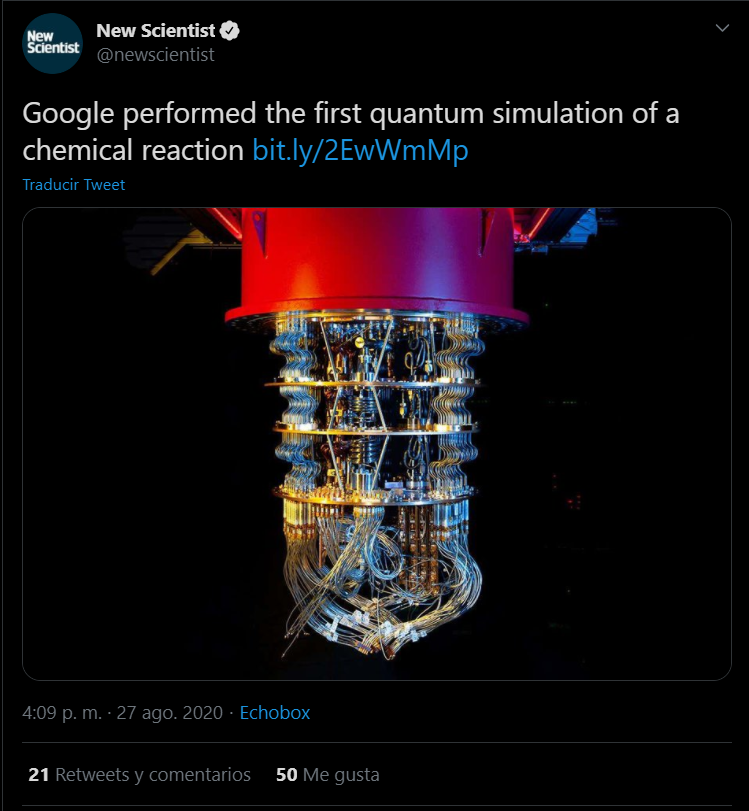 New
Scientist
New Scientist
@newscientist
Google performed the first quantum simulation of a
chemical reaction bit.ly/2EwWmMp
Traducir Tweet
4:09 p. m. · 27 ago. 2020 · Echobox
21 Retweets y comentarios 50 Me gusta